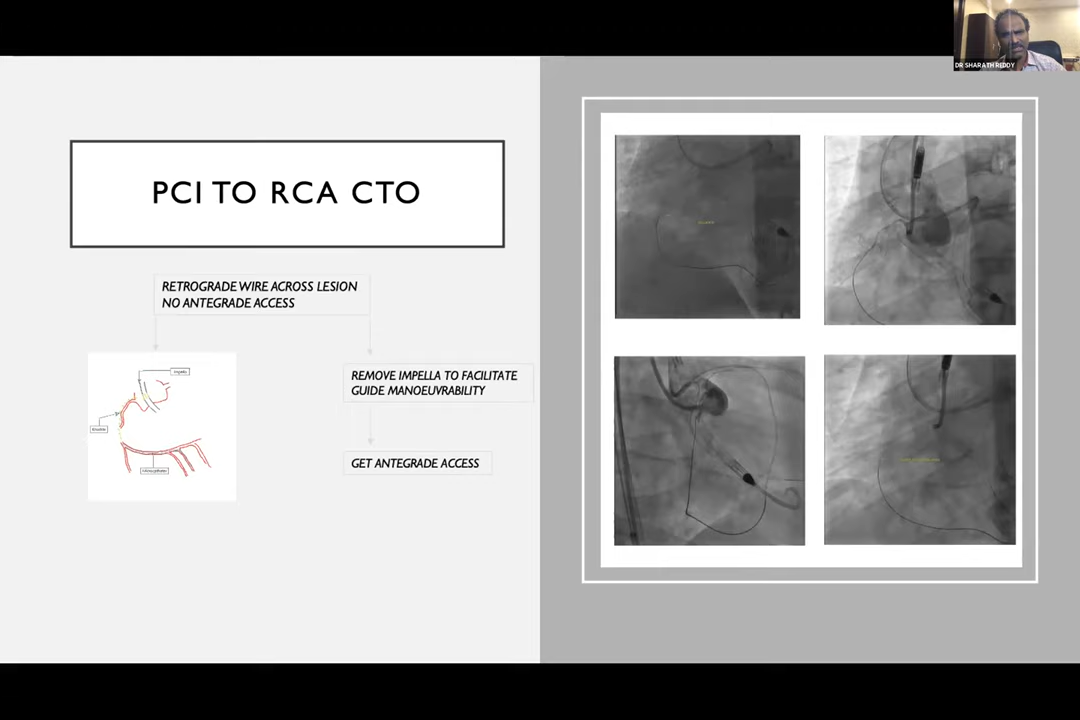 DR SHARATH REDDY
PCI TO RCA CTO
RETROGRADE WIRE ACROSS LESION
NO ANTEGRADE ACCESS
REMOVE IMPELLA TO FACILITATE
GUIDE MANOEUVRABILITY
GET ANTEGRADE ACCESS
Impella